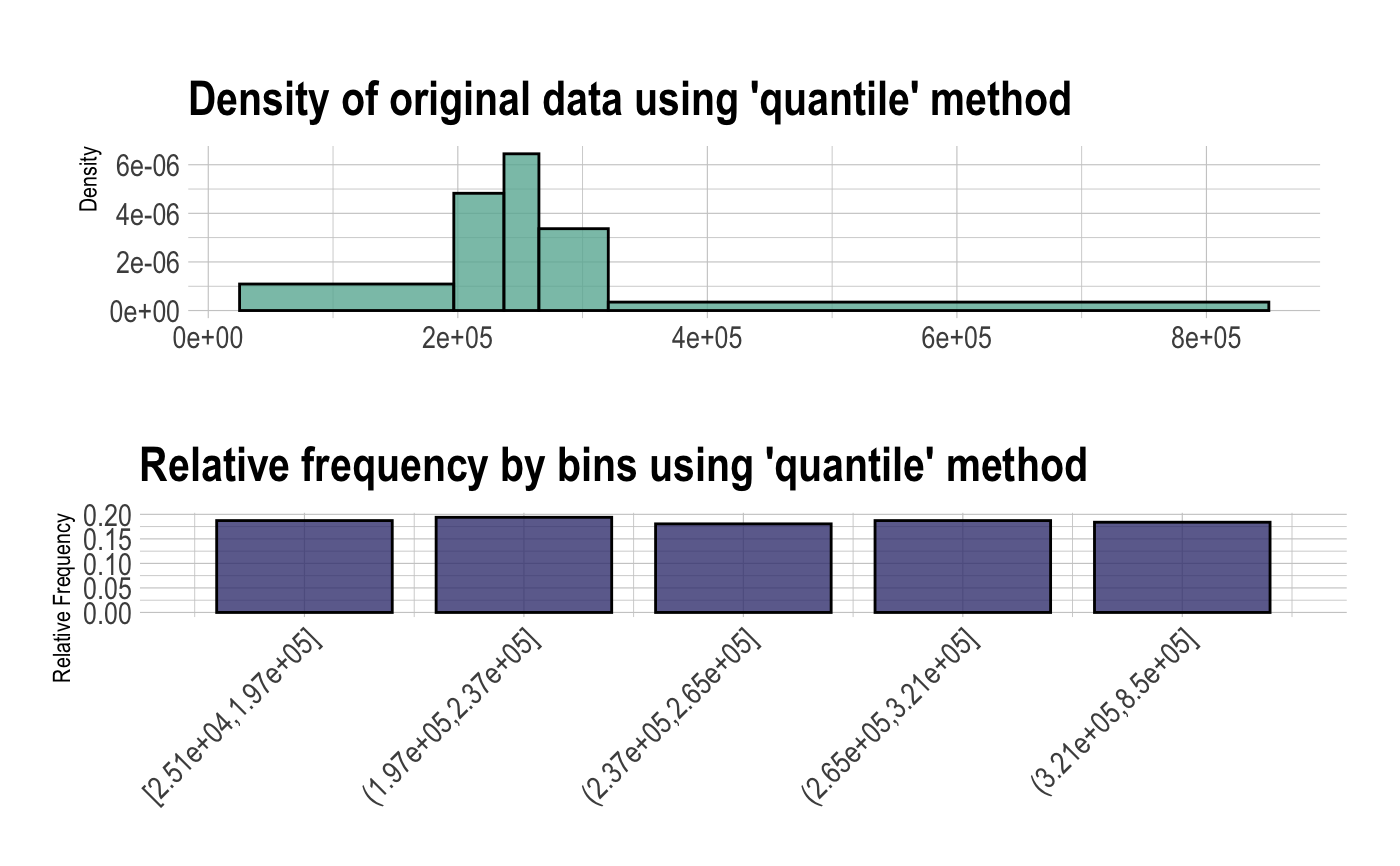 Density of original data using 'quantile' method
Density
6e-06
4e-06
2e-06
0e+00
0e+00 2e+05 4e+05 6e+05 8e+05
Relative frequency by bins using 'quantile' method
Relative Frequency
0.20
0.15
0.10
0.05
0.00
[2.51e+04,1.97e+05]
(1.97e+05,2.37e+05]
(2.37e+05,2.65e+05]
(2.65e+05,3.21e+05]
(3.21e+05,8.5e+05]